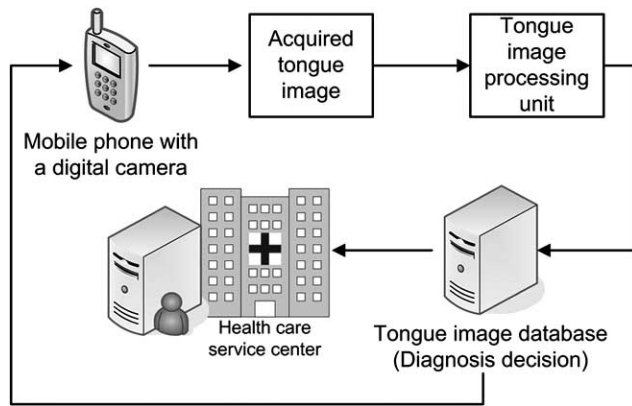 Acquired
tongue
image
Tongue
image
processing
unit
Mobile phone with
a digital camera
Health care
service center
Tongue image database
(Diagnosis decision)